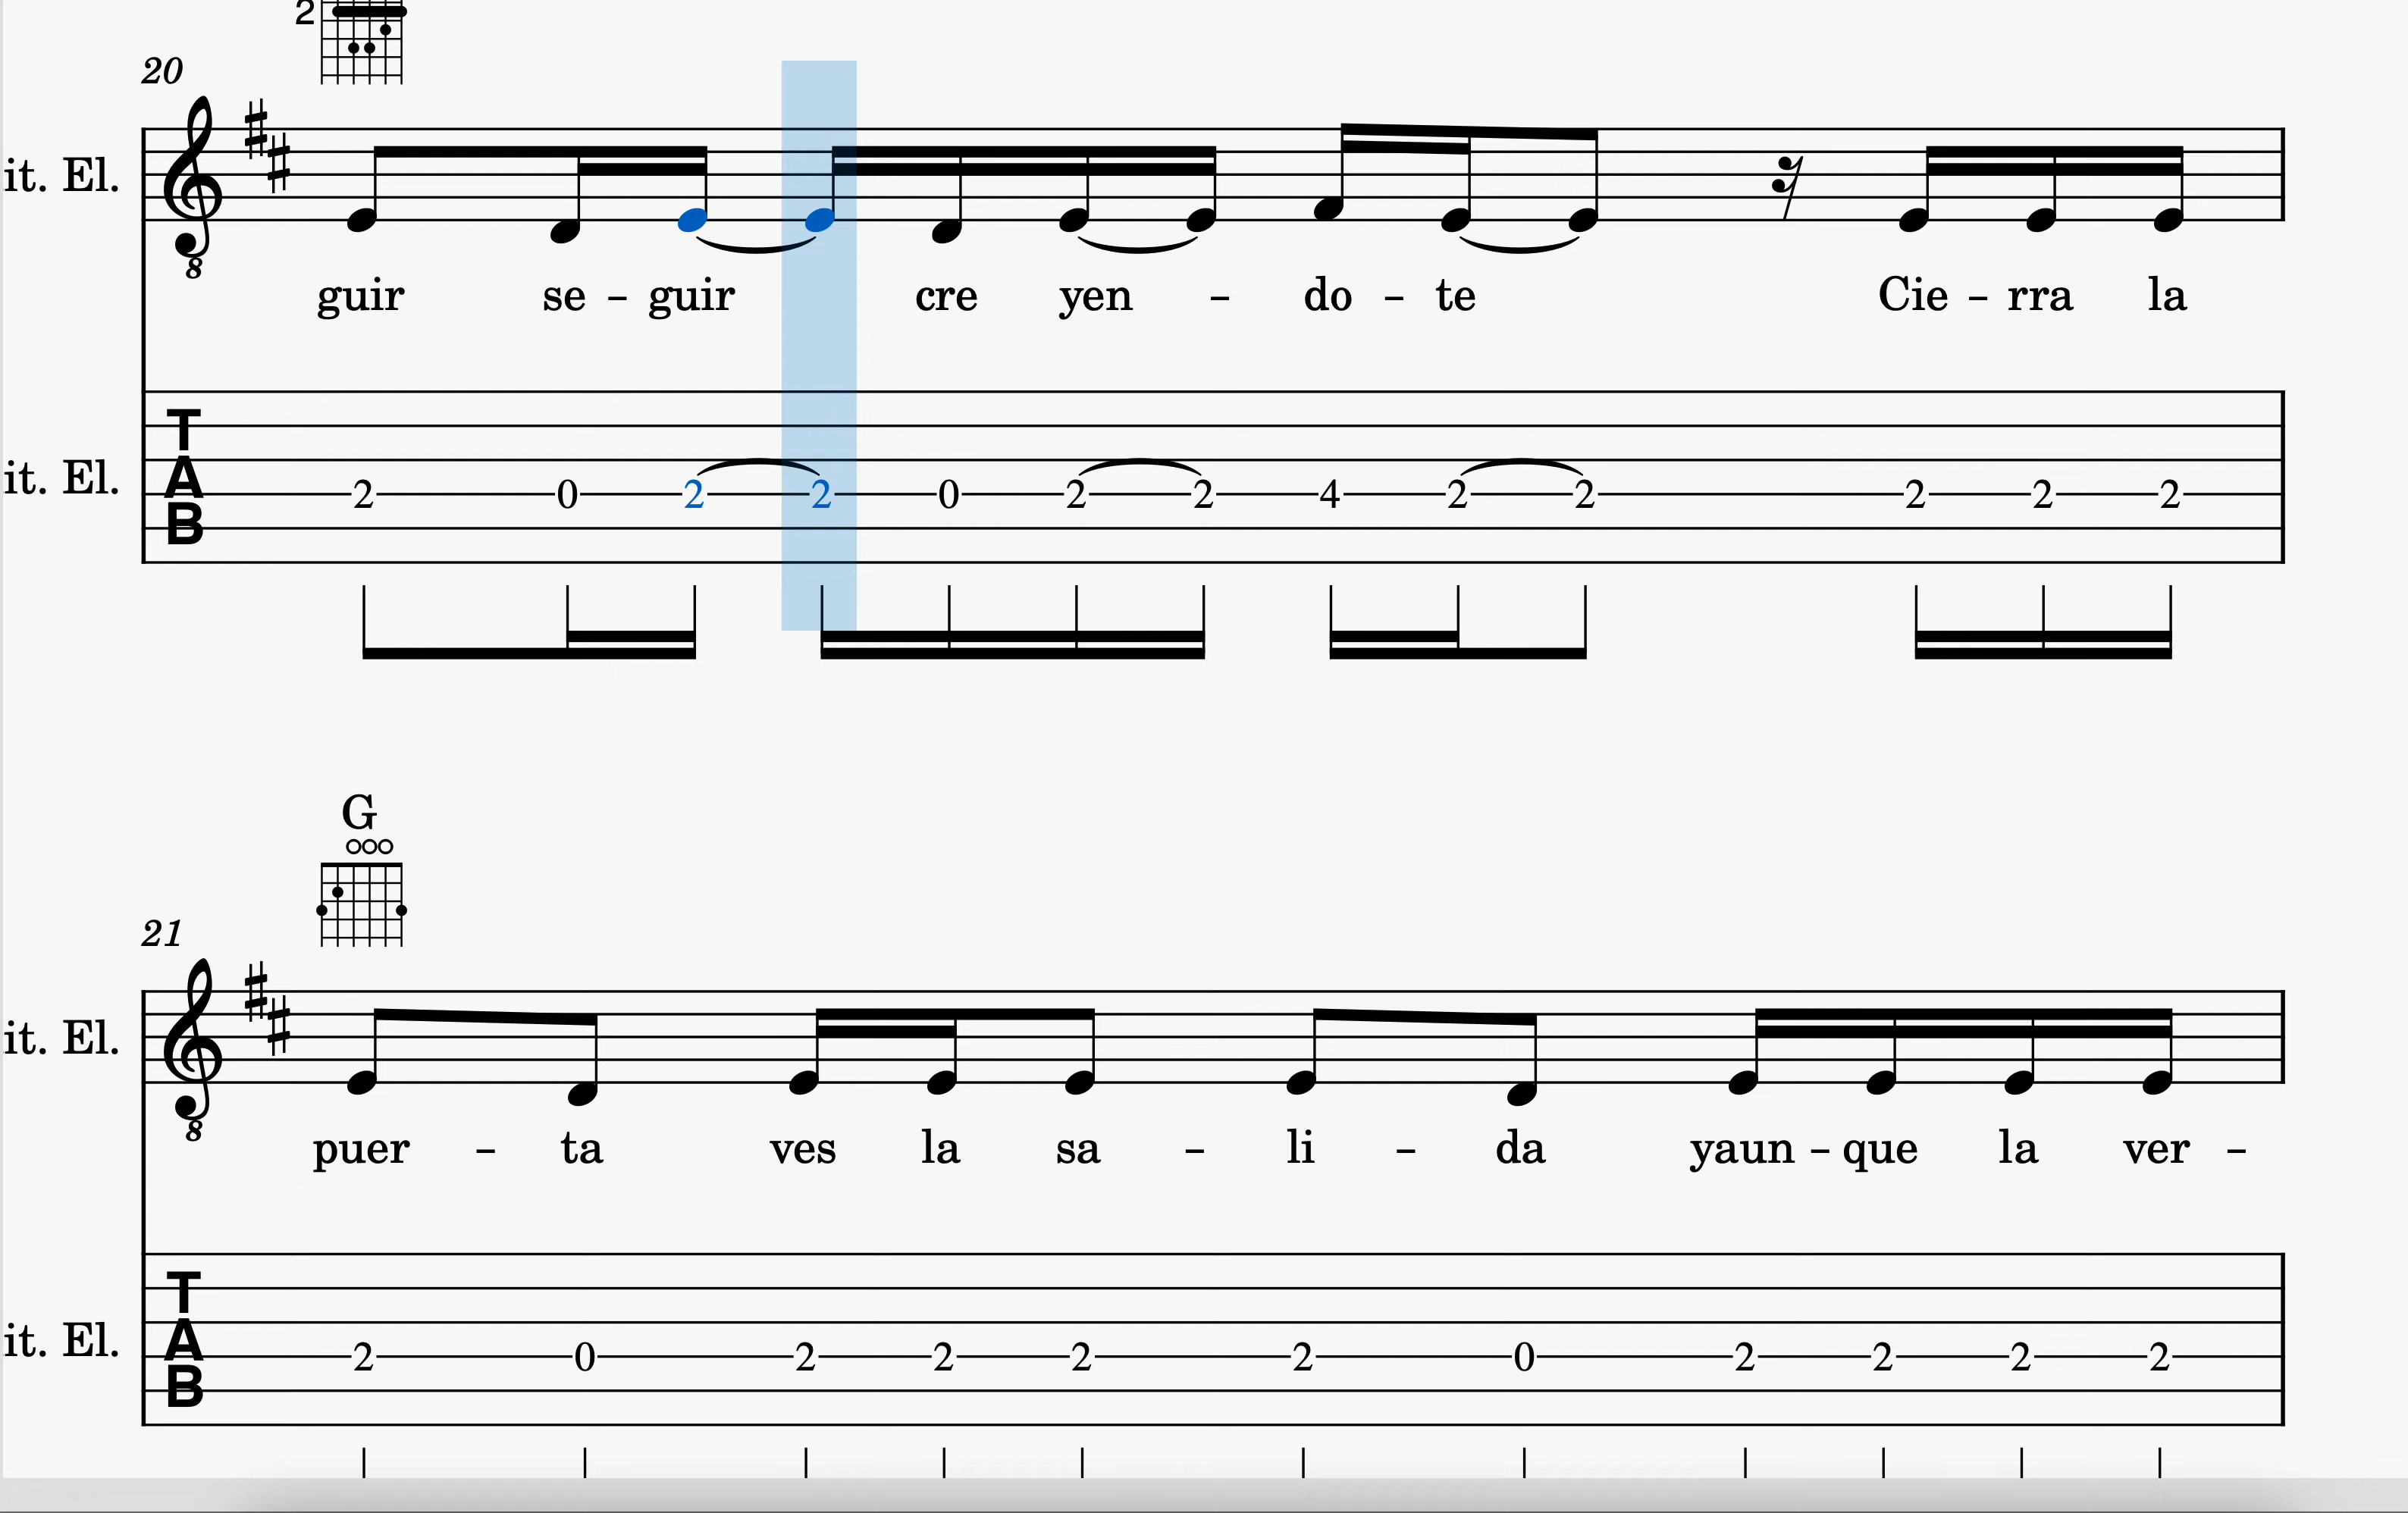 2
20
it. El.
8
guir se - guir cre yen - do - te Cie - rra la
T
A
B
it. El.
2 0 2 2 0 2 2 4 2 2 2 2 2
G
21
it. El.
8
puer - ta ves la sa - li - da yaun - que la ver -
T
A
B
it. El.
2 0 2 2 2 2 0 2 2 2 2